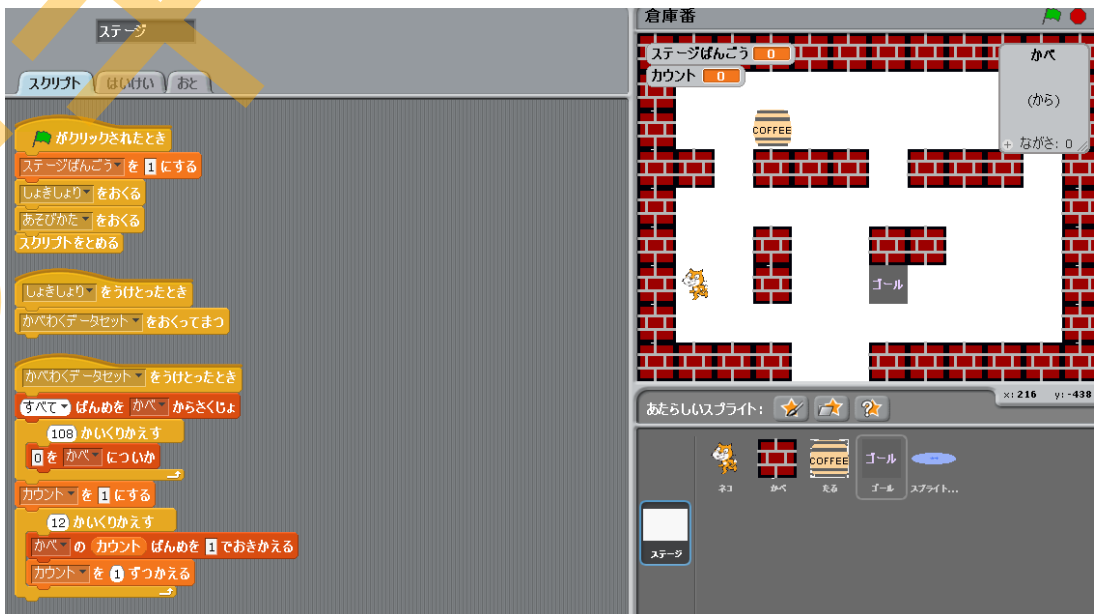 ステージ
スクリプト はいけい おと
がクリックされたとき
ステージばんごう を 1 にする
しょきしょり をおくる
あそびかた をおくる
スクリプトをとめる
しょきしょり をうけとったとき
かべわくデータセット をおくってまつ
かべわくデータセット をうけとったとき
すべて ばんめを かべ からさくじょ
108 かいくりかえす
0 を かべ についか
カウント を 1 にする
12 かいくりかえす
かべ の カウント ばんめを 1 でおきかえる
カウント を 1 ずつかえる
倉庫番
ステージばんごう 0
カウント 0
かべ
(から)
+ ながさ: 0
COFFEE
ゴール
x: 216 y: -438
あたらしいスプライト:
COFFEE ゴール
ネコ かべ たる ゴール スプライト...
ステージ